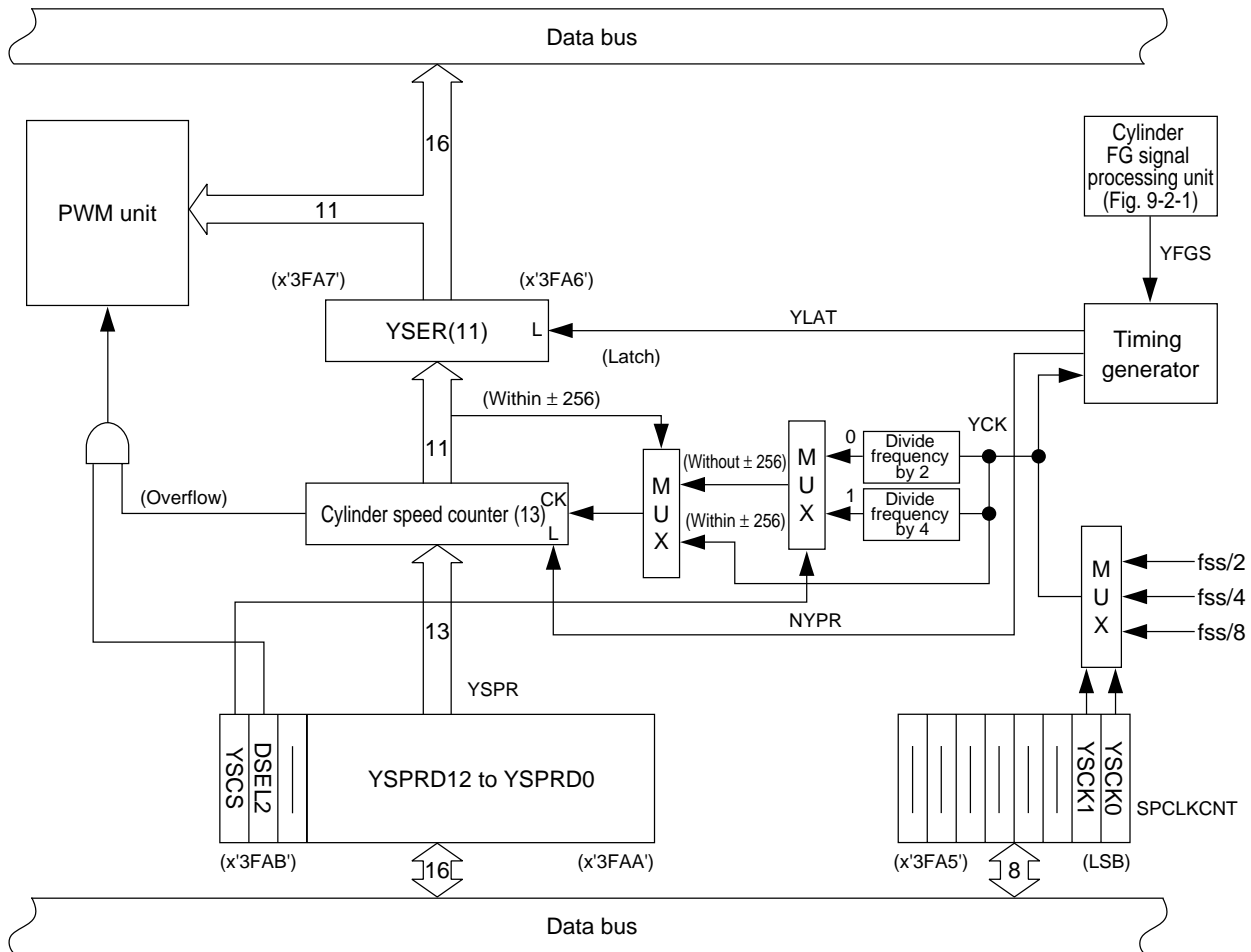 Data bus
16
Cylinder
FG signal
processing unit
(Fig. 9-2-1)
PWM unit
11
YFGS
(x'3FA7')
(x'3FA6')
YSER(11)
L
YLAT
(Latch)
Timing
generator
(Within ± 256)
YCK
11
MUX
(Without ± 256)
(Within ± 256)
MUX
0
Divide
frequency
by 2
1
Divide
frequency
by 4
(Overflow)
Cylinder speed counter (13)
CK
L
MUX
fss/2
fss/4
fss/8
13
NYPR
YSPR
YSCS
DSEL2
YSPRD12 to YSPRD0
YSCK1
YSCK0
SPCLKCNT
(x'3FAB')
16
(x'3FAA')
(x'3FA5')
8
(LSB)
Data bus